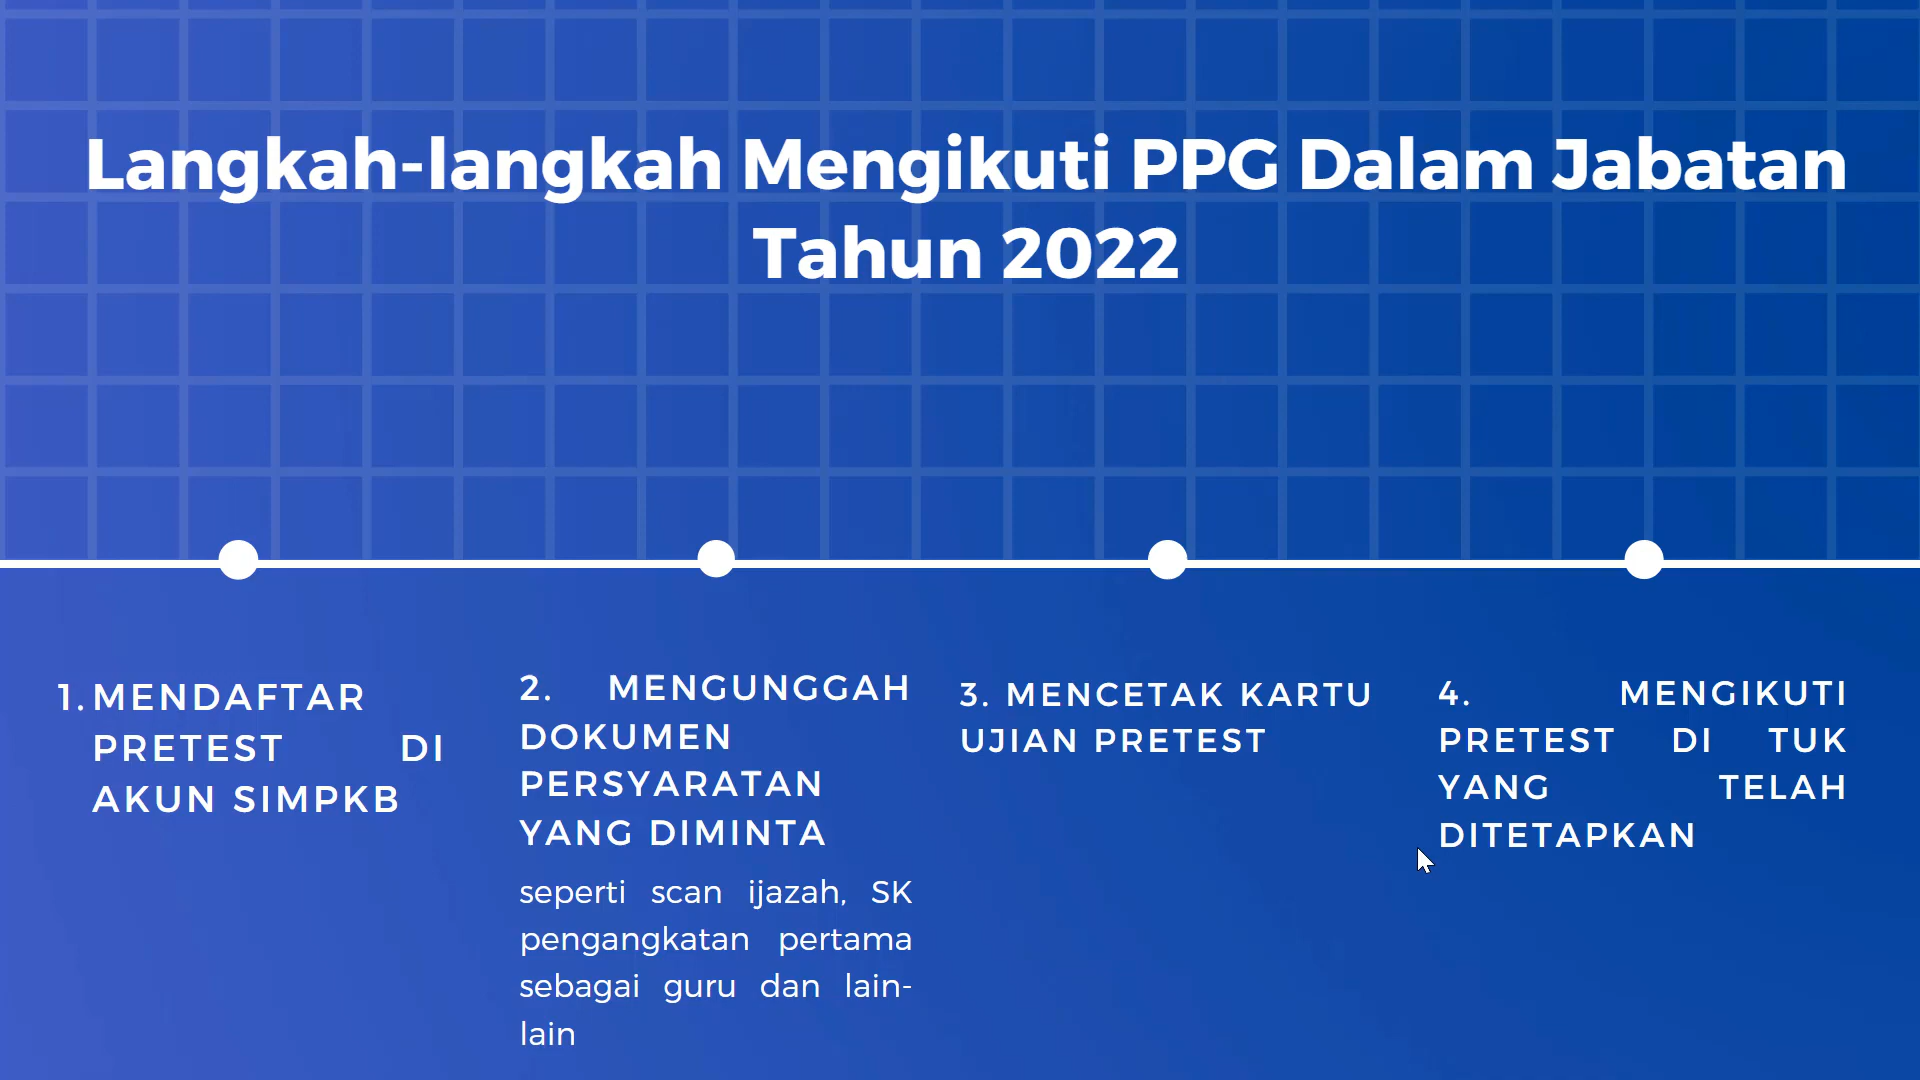 Langkah-langkah Mengikuti PPG Dalam Jabatan
Tahun 2022
1. MENDAFTAR
PRETEST DI
AKUN SIMPKB
2. MENGUNGGAH
DOKUMEN
PERSYARATAN
YANG DIMINTA
seperti scan ijazah, SK
pengangkatan pertama
sebagai guru dan lain-
lain
3. MENCETAK KARTU
UJIAN PRETEST
4. MENGIKUTI
PRETEST DI TUK
YANG TELAH
DITETAPKAN